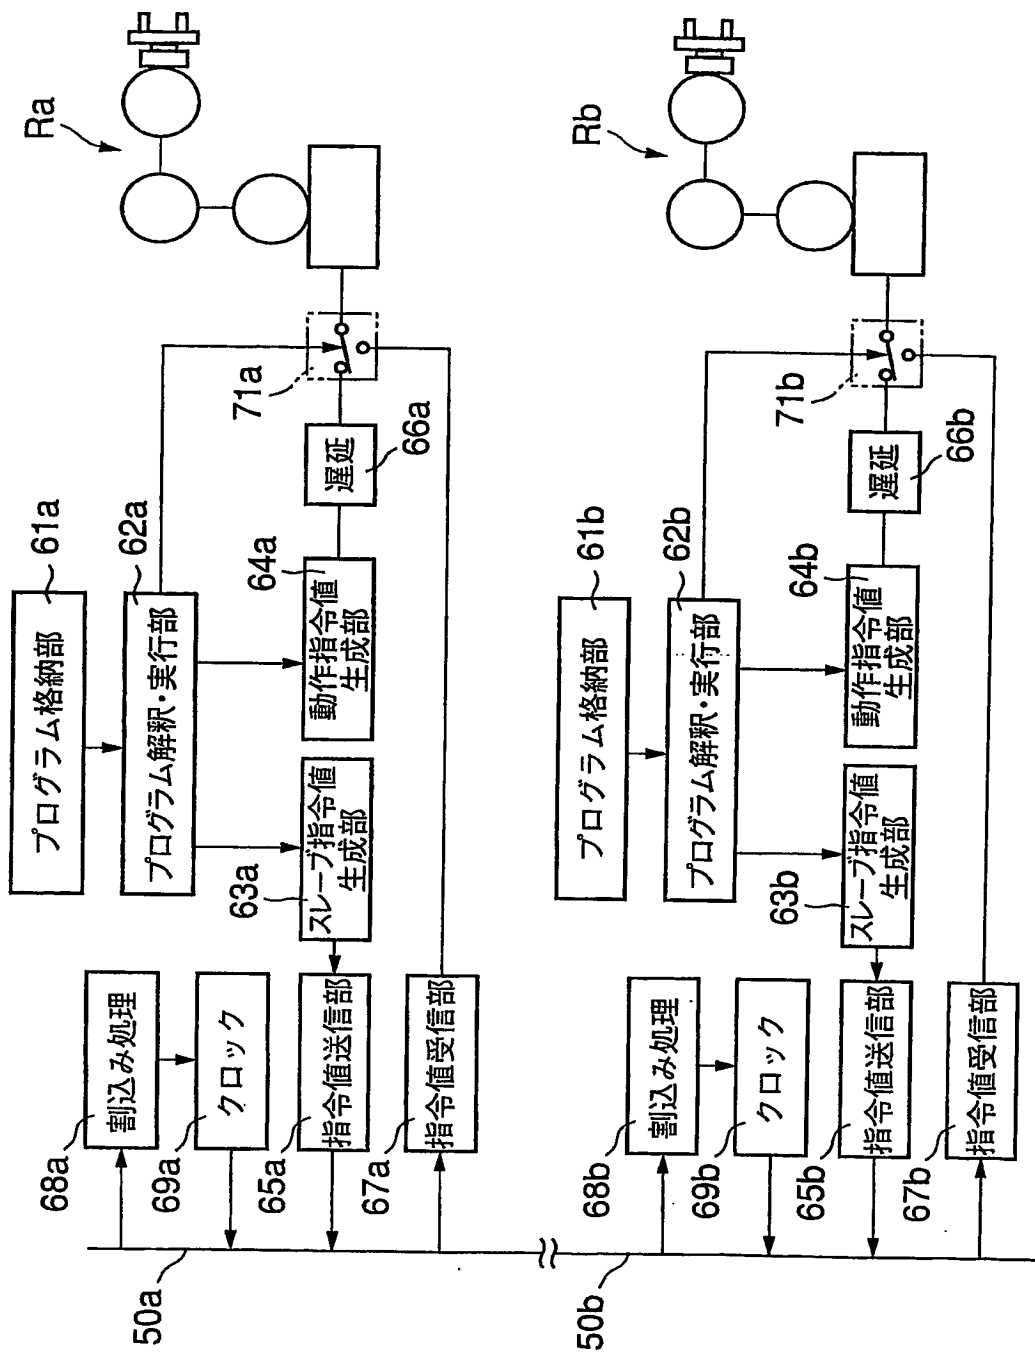 Ra
プログラム格納部
61a
プログラム解釈・実行部
62a
71a
遅延
66a
動作指令値
生成部
64a
スレーブ指令値
生成部
63a
割込み処理
68a
クロック
69a
指令値送信部
65a
指令値受信部
67a
50a
Rb
プログラム格納部
61b
プログラム解釈・実行部
62b
71b
遅延
66b
動作指令値
生成部
64b
スレーブ指令値
生成部
63b
割込み処理
68b
クロック
69b
指令値送信部
65b
指令値受信部
67b
50b